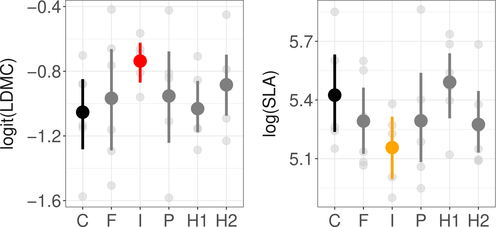 logit(LDMC)
−0.4
−0.8
−1.2
−1.6
C F I P H1 H2
log(SLA)
5.7
5.4
5.1
C F I P H1 H2